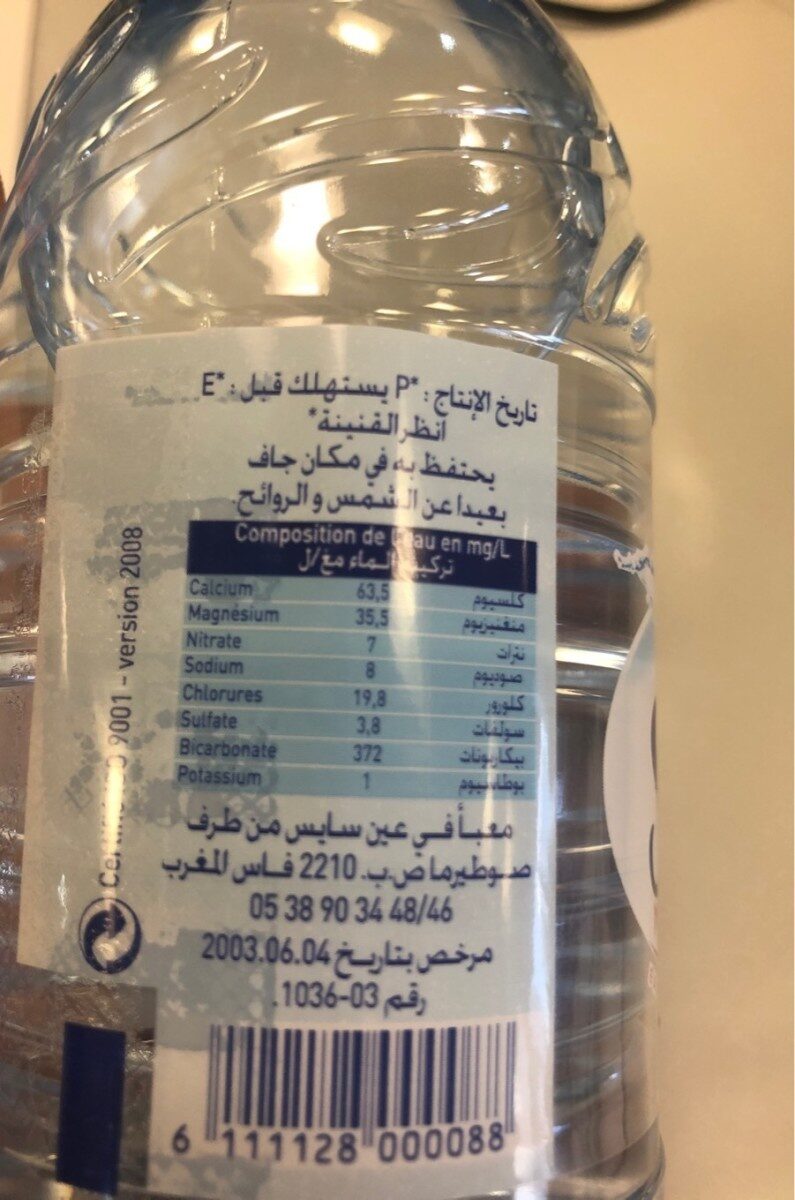 تاريخ الإنتاج : *P يستهلك قبل : *E
انظر القنينة*
يحتفظ به في مكان جاف
بعيدا عن الشمس و الروائح.
Composition de l'eau en mg/L
تركيبة الماء مغ/ل
Calcium 63,5 كلسيوم
Magnésium 35,5 منغنيزيوم
Nitrate 7 نترات
Sodium 8 صوديوم
Chlorures 19,8 كلورور
Sulfate 3,8 سولفات
Bicarbonate 372 بيكاربونات
Potassium 1 بوطاسيوم
معبأ في عين سايس من طرف
صوطيرما ص.ب. 2210 فاس المغرب
05 38 90 34 48/46
مرخص بتاريخ 2003.06.04
رقم 03-1036.
6 111128 000088
9001 - version 2008